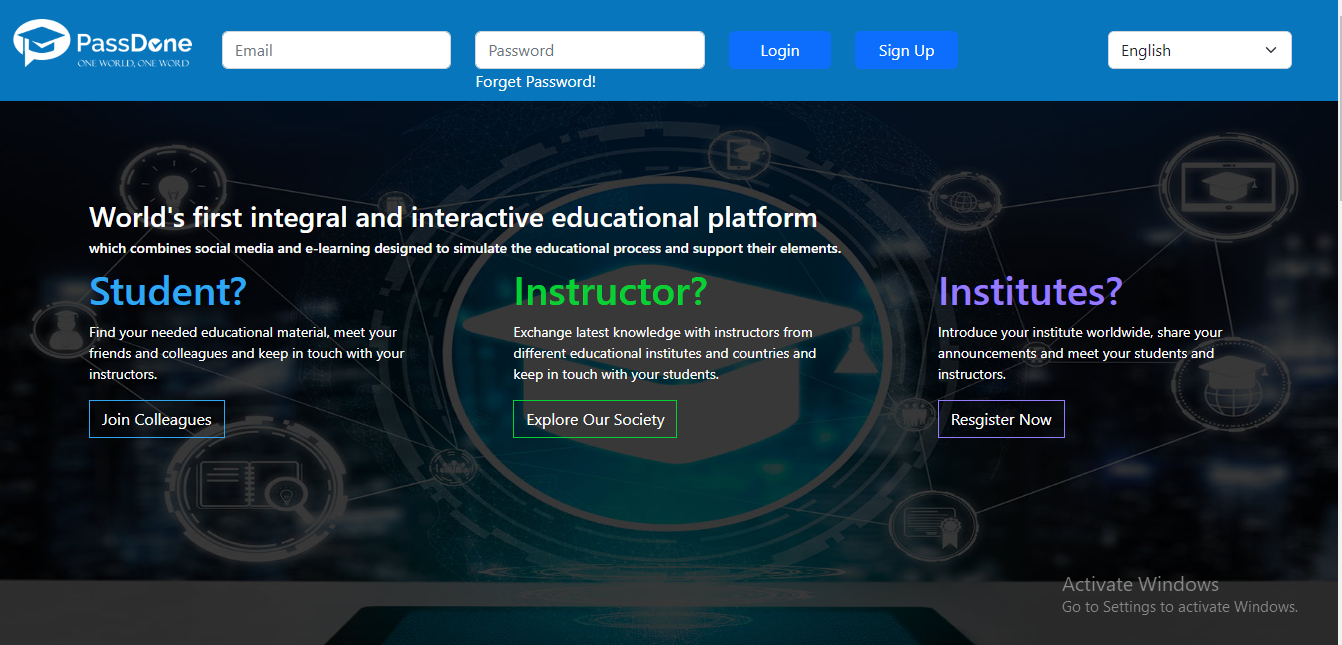 PassDone
ONE WORLD, ONE WORD
Email
Password
Login
Sign Up
English
Forget Password!
World's first integral and interactive educational platform
which combines social media and e-learning designed to simulate the educational process and support their elements.
Student?
Find your needed educational material, meet your
friends and colleagues and keep in touch with your
instructors.
Join Colleagues
Instructor?
Exchange latest knowledge with instructors from
different educational institutes and countries and
keep in touch with your students.
Explore Our Society
Institutes?
Introduce your institute worldwide, share your
announcements and meet your students and
instructors.
Resgister Now
Activate Windows
Go to Settings to activate Windows.